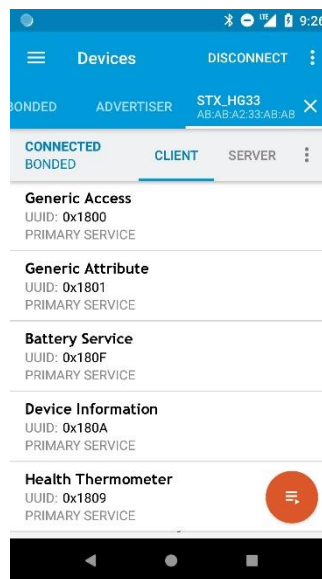 LTE 9:26
Devices DISCONNECT
BONDED ADVERTISER STX_HG33
AB:AB:A2:33:AB:AB
CONNECTED
BONDED
CLIENT SERVER
Generic Access
UUID: 0x1800
PRIMARY SERVICE
Generic Attribute
UUID: 0x1801
PRIMARY SERVICE
Battery Service
UUID: 0x180F
PRIMARY SERVICE
Device Information
UUID: 0x180A
PRIMARY SERVICE
Health Thermometer
UUID: 0x1809
PRIMARY SERVICE